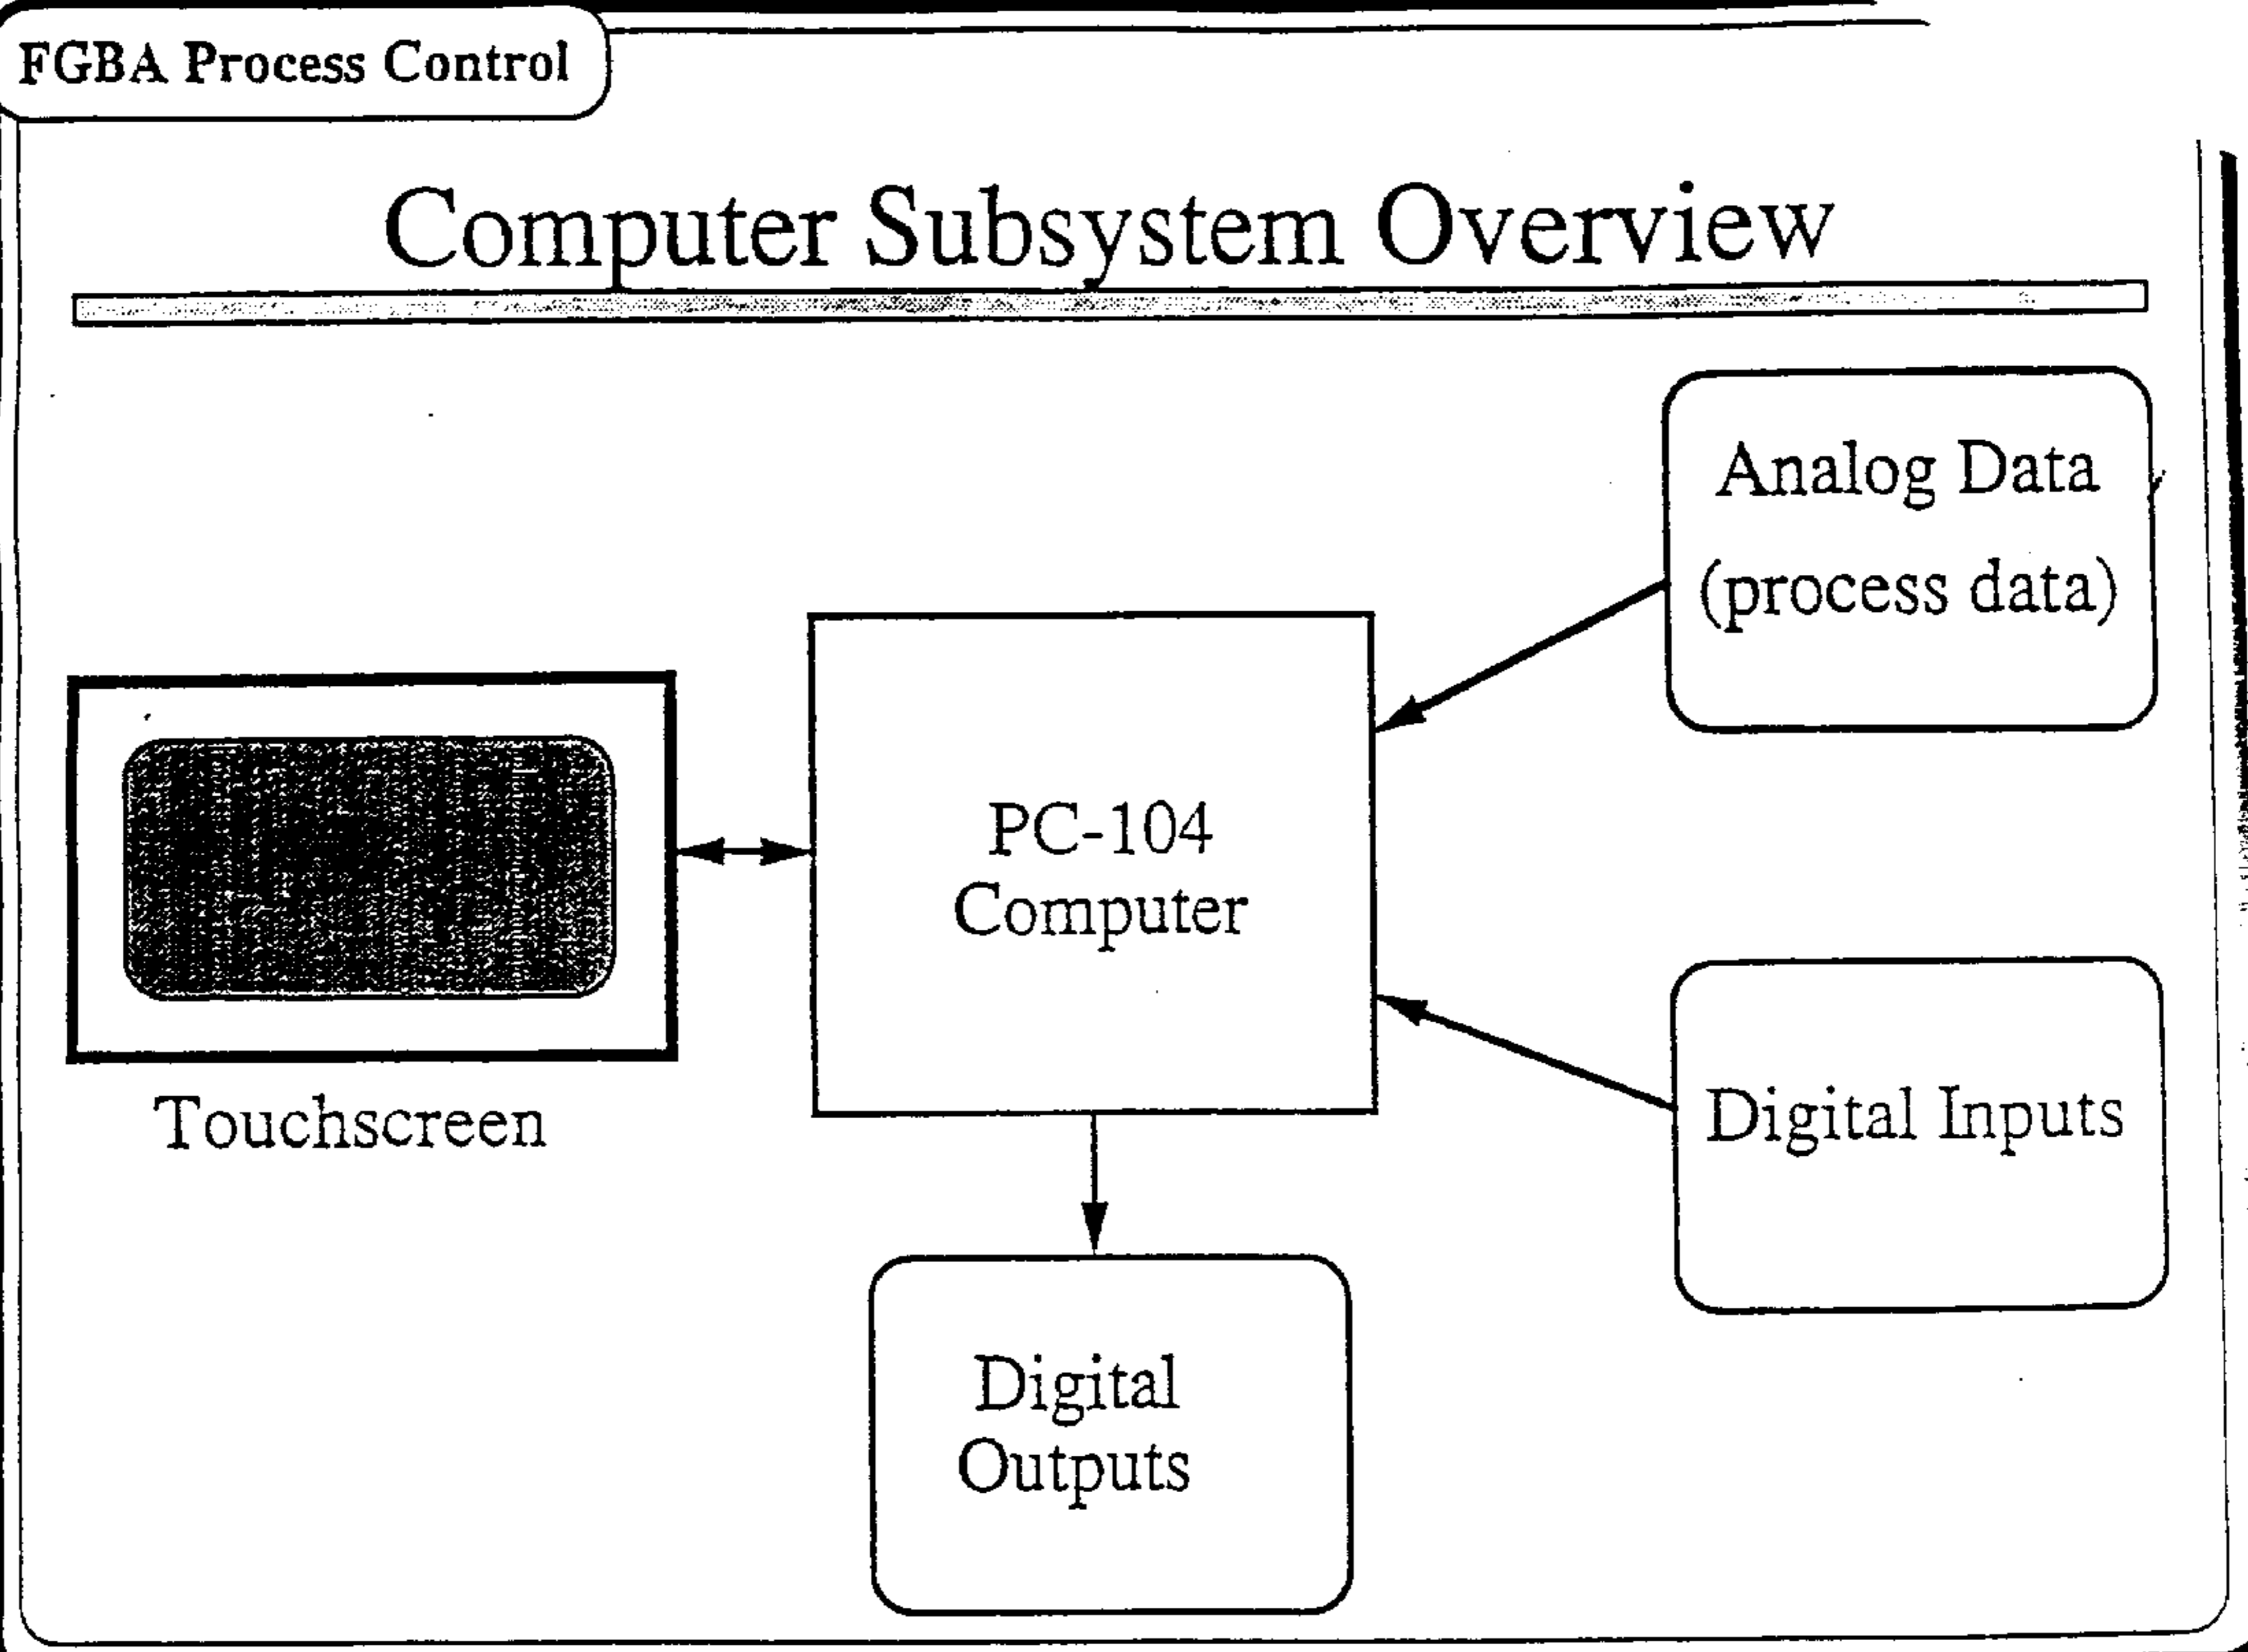 FGBA Process Control
Computer Subsystem Overview
Analog Data
(process data)
PC-104
Computer
Touchscreen
Digital Inputs
Digital
Outputs